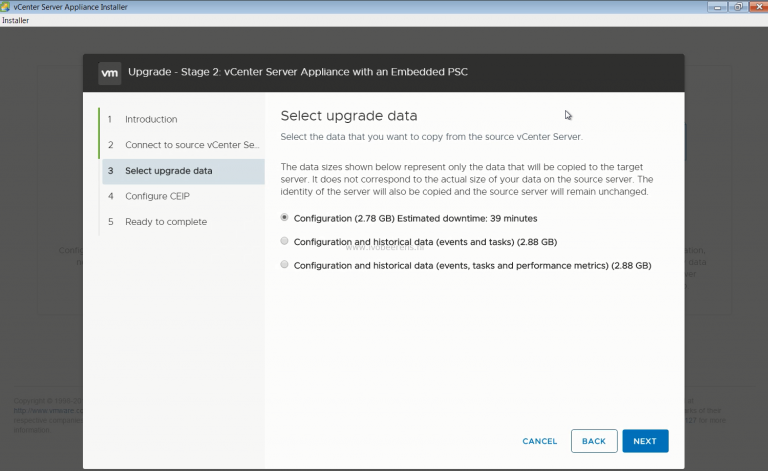 vCenter Server Appliance Installer
Installer
vm Upgrade - Stage 2: vCenter Server Appliance with an Embedded PSC
1 Introduction
2 Connect to source vCenter Se...
3 Select upgrade data
4 Configure CEIP
5 Ready to complete
Select upgrade data
Select the data that you want to copy from the source vCenter Server.
The data sizes shown below represent only the data that will be copied to the target
server. It does not correspond to the actual size of your data on the source server. The
identity of the server will also be copied and the source server will remain unchanged.
Configuration (2.78 GB) Estimated downtime: 39 minutes
Configuration and historical data (events and tasks) (2.88 GB)
www.ivobeerens.nl
Configuration and historical data (events, tasks and performance metrics) (2.88 GB)
CANCEL BACK NEXT